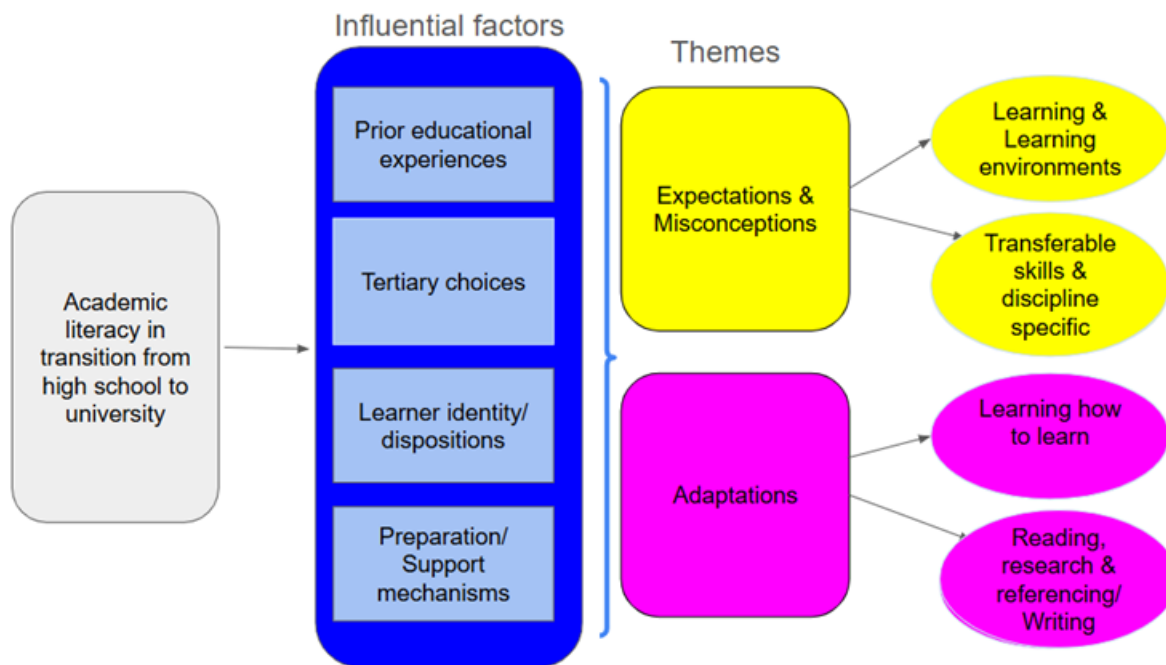 Influential factors
Themes
Academic
literacy in
transition from
high school to
university
Prior educational
experiences
Tertiary choices
Learner identity/
dispositions
Preparation/
Support
mechanisms
Expectations &
Misconceptions
Adaptations
Learning &
Learning
environments
Transferable
skills &
discipline
specific
Learning how
to learn
Reading,
research &
referencing/
Writing